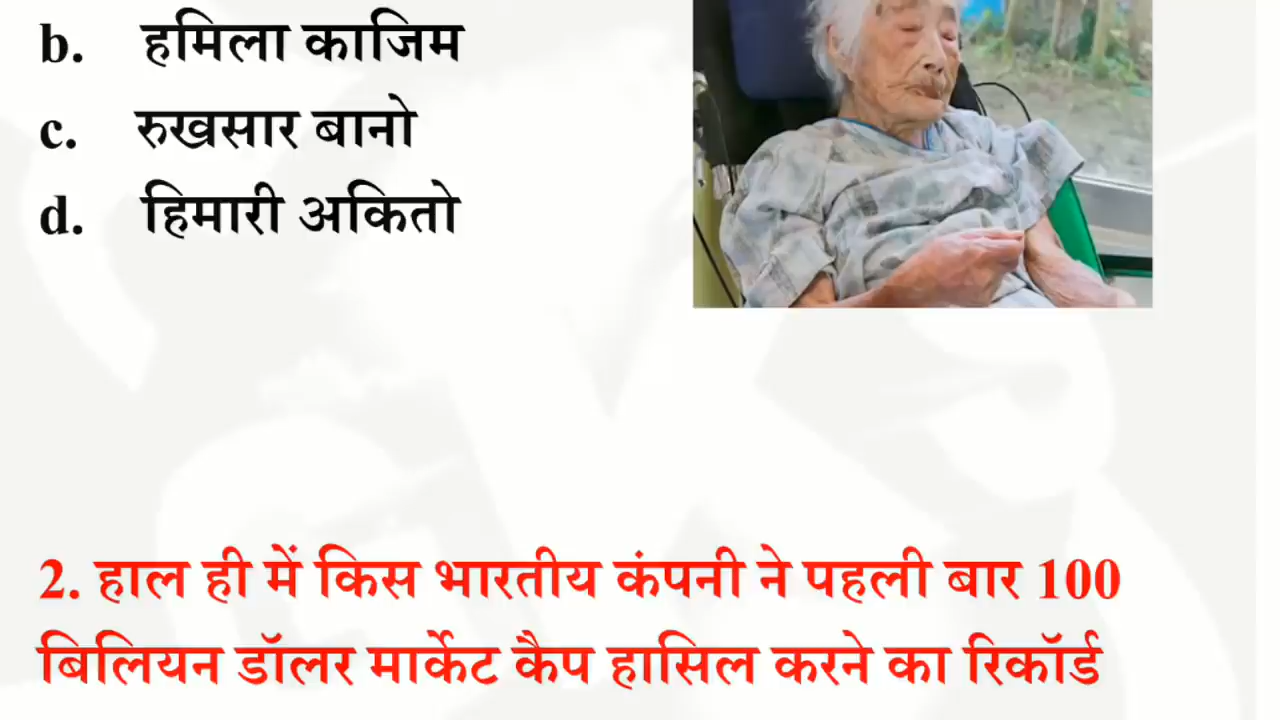 b. हमिला काजिम
c. रुखसार बानो
d. हिमारी अकितो
2. हाल ही में किस भारतीय कंपनी ने पहली बार 100
बिलियन डॉलर मार्केट कैप हासिल करने का रिकॉर्ड